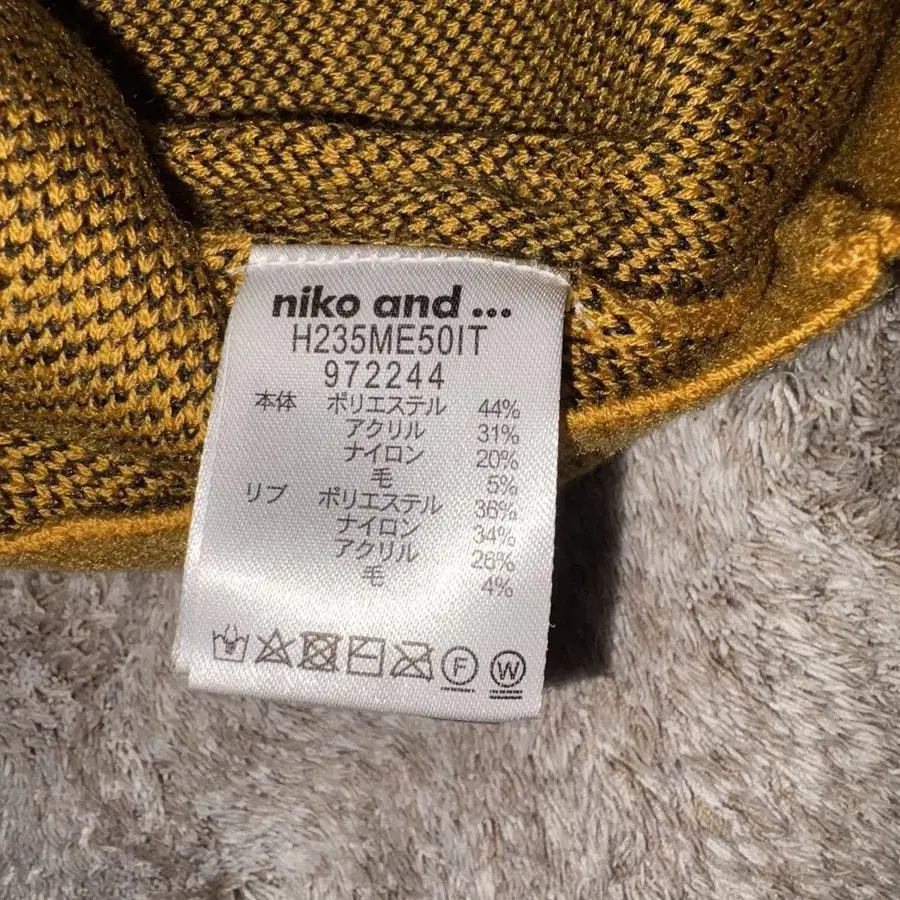 niko and ...
H235ME50IT
972244
本体 ポリエステル 44%
アクリル 31%
ナイロン 20%
毛 5%
リブ ポリエステル 36%
ナイロン 34%
アクリル 26%
毛 4%
F
W